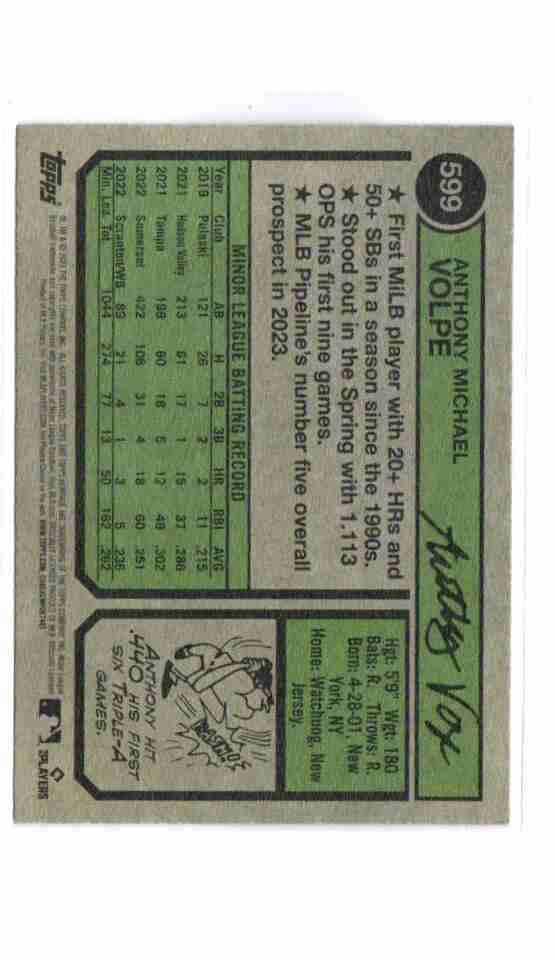 599
ANTHONY MICHAEL
VOLPE
★ First MiLB player with 20+ HRs and
50+ SBs in a season since the 1990s.
★ Stood out in the Spring with 1.113
OPS his first nine games.
★ MLB Pipeline's number five overall
prospect in 2023.
Hgt: 5'9" Wgt: 180
Bats: R. Throws: R.
Born: 4-28-01, New
York, NY
Home: Watchung, New
Jersey.
MINOR LEAGUE BATTING RECORD
Year Club AB H 2B 3B HR RBI AVG
2019 Pulaski 121 26 7 2 2 11 .215
2021 Hudson Valley 213 61 17 1 15 37 .286
2021 Tampa 199 60 18 5 12 49 .302
2022 Somerset 422 106 31 4 18 60 .251
2022 Scranton/WB 89 21 4 1 3 5 .236
Min. Lea. Tot. 1044 274 77 13 50 162 .262
ANTHONY HIT
.440 HIS FIRST
SIX TRIPLE-A
GAMES.
topps
PLAYERS